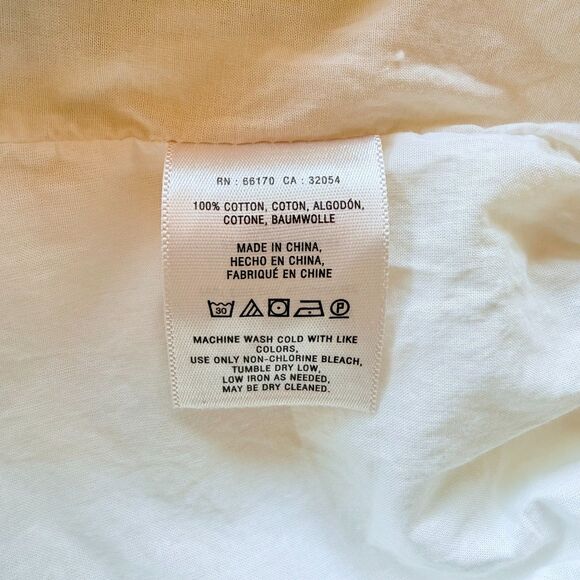 RN : 66170 CA : 32054
100% COTTON, COTON, ALGODÓN,
COTONE, BAUMWOLLE
MADE IN CHINA,
HECHO EN CHINA,
FABRIQUÉ EN CHINE
30 P
MACHINE WASH COLD WITH LIKE
COLORS,
USE ONLY NON-CHLORINE BLEACH,
TUMBLE DRY LOW,
LOW IRON AS NEEDED,
MAY BE DRY CLEANED.